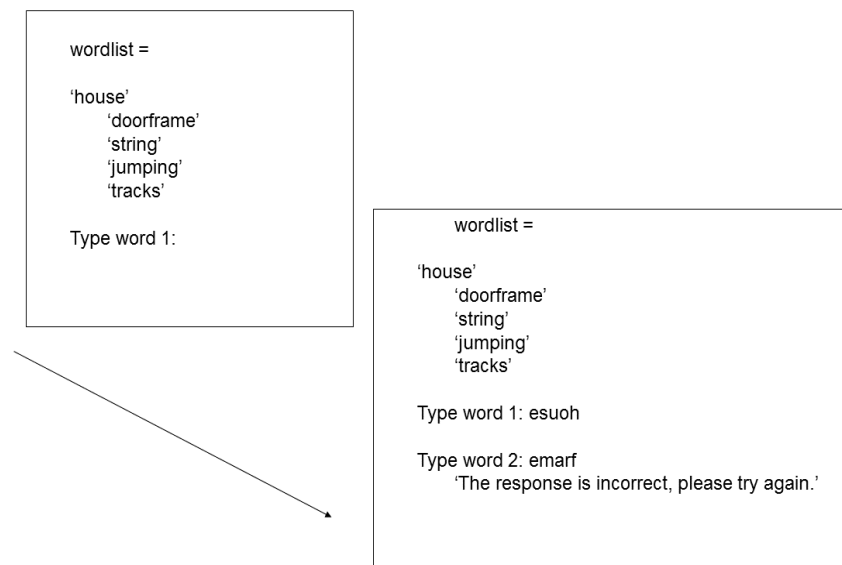 wordlist =
‘house’
‘doorframe’
‘string’
‘jumping’
‘tracks’
Type word 1:
wordlist =
‘house’
‘doorframe’
‘string’
‘jumping’
‘tracks’
Type word 1: esuoh
Type word 2: emarf
‘The response is incorrect, please try again.’